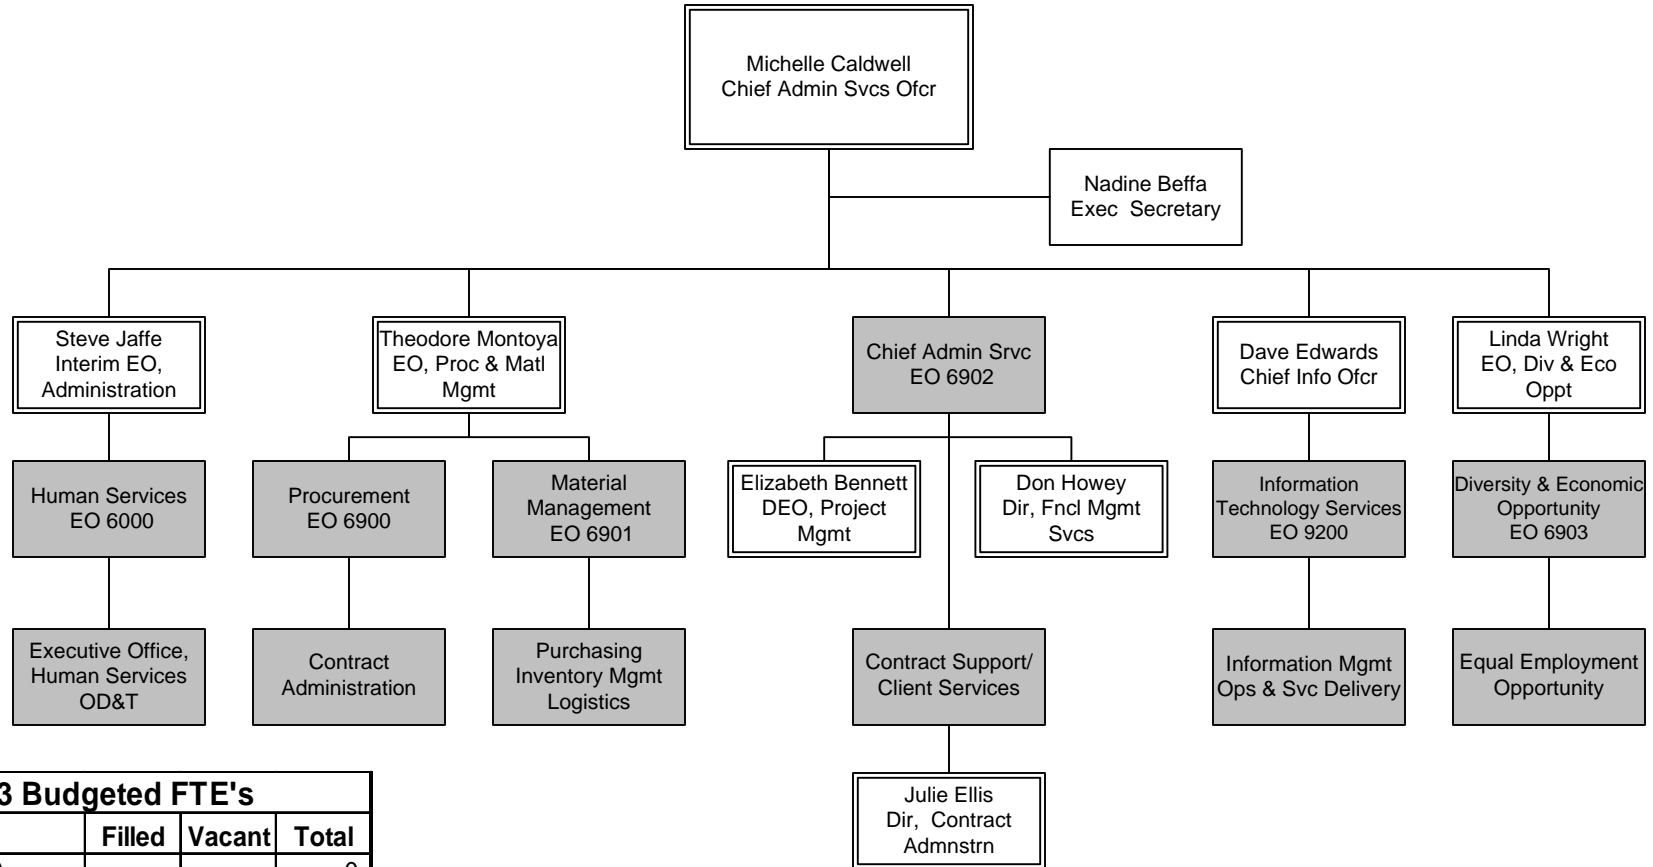 Michelle Caldwell
Chief Admin Svcs Ofcr
Nadine Beffa
Exec Secretary
Steve Jaffe
Interim EO,
Administration
Theodore Montoya
EO, Proc & Matl
Mgmt
Chief Admin Srvc
EO 6902
Dave Edwards
Chief Info Ofcr
Linda Wright
EO, Div & Eco
Oppt
Human Services
EO 6000
Procurement
EO 6900
Material
Management
EO 6901
Elizabeth Bennett
DEO, Project
Mgmt
Don Howey
Dir, Fncl Mgmt
Svcs
Information
Technology Services
EO 9200
Diversity & Economic
Opportunity
EO 6903
Executive Office,
Human Services
OD&T
Contract
Administration
Purchasing
Inventory Mgmt
Logistics
Contract Support/
Client Services
Information Mgmt
Ops & Svc Delivery
Equal Employment
Opportunity
Julie Ellis
Dir, Contract
Admnstrn
3 Budgeted FTE's
Filled Vacant Total